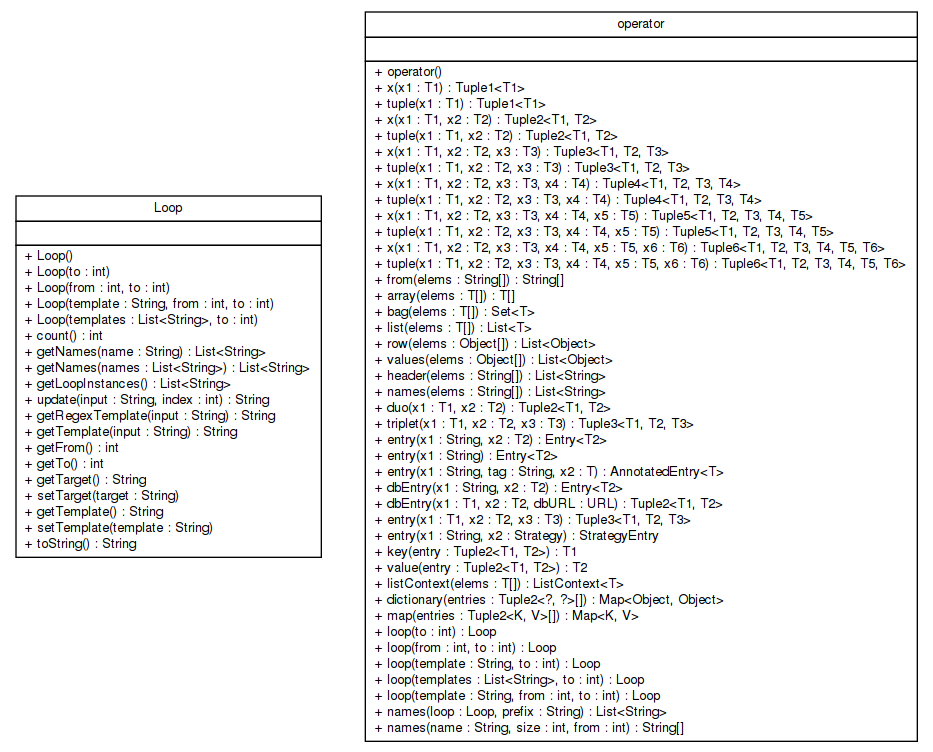 Loop
+ Loop()
+ Loop(to : int)
+ Loop(from : int, to : int)
+ Loop(template : String, from : int, to : int)
+ Loop(templates : List<String>, to : int)
+ count() : int
+ getNames(name : String) : List<String>
+ getNames(names : List<String>) : List<String>
+ getLoopInstances() : List<String>
+ update(input : String, index : int) : String
+ getRegexTemplate(input : String) : String
+ getTemplate(input : String) : String
+ getFrom() : int
+ getTo() : int
+ getTarget() : String
+ setTarget(target : String)
+ getTemplate() : String
+ setTemplate(template : String)
+ toString() : String
operator
+ operator()
+ x(x1 : T1) : Tuple1<T1>
+ tuple(x1 : T1) : Tuple1<T1>
+ x(x1 : T1, x2 : T2) : Tuple2<T1, T2>
+ tuple(x1 : T1, x2 : T2) : Tuple2<T1, T2>
+ x(x1 : T1, x2 : T2, x3 : T3) : Tuple3<T1, T2, T3>
+ tuple(x1 : T1, x2 : T2, x3 : T3) : Tuple3<T1, T2, T3>
+ x(x1 : T1, x2 : T2, x3 : T3, x4 : T4) : Tuple4<T1, T2, T3, T4>
+ tuple(x1 : T1, x2 : T2, x3 : T3, x4 : T4) : Tuple4<T1, T2, T3, T4>
+ x(x1 : T1, x2 : T2, x3 : T3, x4 : T4, x5 : T5) : Tuple5<T1, T2, T3, T4, T5>
+ tuple(x1 : T1, x2 : T2, x3 : T3, x4 : T4, x5 : T5) : Tuple5<T1, T2, T3, T4, T5>
+ x(x1 : T1, x2 : T2, x3 : T3, x4 : T4, x5 : T5, x6 : T6) : Tuple6<T1, T2, T3, T4, T5, T6>
+ tuple(x1 : T1, x2 : T2, x3 : T3, x4 : T4, x5 : T5, x6 : T6) : Tuple6<T1, T2, T3, T4, T5, T6>
+ from(elems : String[]) : String[]
+ array(elems : T[]) : T[]
+ bag(elems : T[]) : Set<T>
+ list(elems : T[]) : List<T>
+ row(elems : Object[]) : List<Object>
+ values(elems : Object[]) : List<Object>
+ header(elems : String[]) : List<String>
+ names(elems : String[]) : List<String>
+ duo(x1 : T1, x2 : T2) : Tuple2<T1, T2>
+ triplet(x1 : T1, x2 : T2, x3 : T3) : Tuple3<T1, T2, T3>
+ entry(x1 : String, x2 : T2) : Entry<T2>
+ entry(x1 : String) : Entry<T2>
+ entry(x1 : String, tag : String, x2 : T) : AnnotatedEntry<T>
+ dbEntry(x1 : String, x2 : T2) : Entry<T2>
+ dbEntry(x1 : T1, x2 : T2, dbURL : URL) : Tuple2<T1, T2>
+ entry(x1 : T1, x2 : T2, x3 : T3) : Tuple3<T1, T2, T3>
+ entry(x1 : String, x2 : Strategy) : StrategyEntry
+ key(entry : Tuple2<T1, T2>) : T1
+ value(entry : Tuple2<T1, T2>) : T2
+ listContext(elems : T[]) : ListContext<T>
+ dictionary(entries : Tuple2<?, ?>[]) : Map<Object, Object>
+ map(entries : Tuple2<K, V>[]) : Map<K, V>
+ loop(to : int) : Loop
+ loop(from : int, to : int) : Loop
+ loop(template : String, to : int) : Loop
+ loop(templates : List<String>, to : int) : Loop
+ loop(template : String, from : int, to : int) : Loop
+ names(loop : Loop, prefix : String) : List<String>
+ names(name : String, size : int, from : int) : String[]